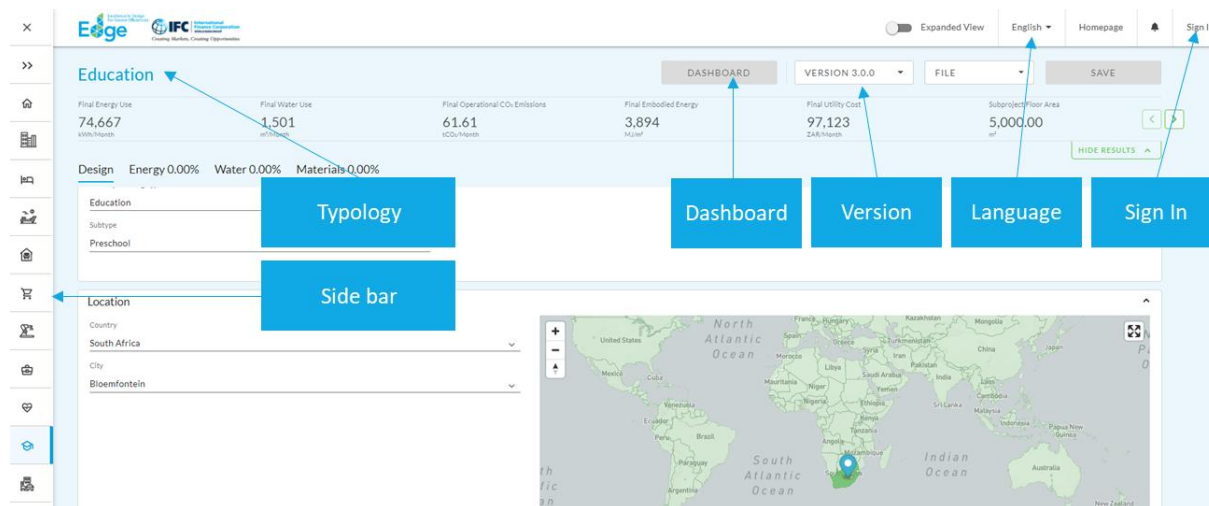 Edge
IFC International Finance Corporation
WORLD BANK GROUP
Creating Markets, Creating Opportunities
Expanded View
English
Homepage
Sign I
Education
DASHBOARD
VERSION 3.0.0
FILE
SAVE
Final Energy Use
Final Water Use
Final Operational CO₂ Emissions
Final Embodied Energy
Final Utility Cost
Subproject Floor Area
74,667
1,501
61.61
3,894
97,123
5,000.00
kWh/Month
m³/Month
tCO₂/Month
MJ/m²
ZAR/Month
m²
HIDE RESULTS
Design Energy 0.00% Water 0.00% Materials 0.00%
Education
Subtype
Preschool
Typology
Dashboard
Version
Language
Sign In
Side bar
Location
Country
South Africa
City
Bloemfontein
North
Atlantic
Ocean
United States
Mexico
Cuba
Venezuela
Ecuador
Peru
Brazil
Paraguay
Argentina
South
Atlantic
Ocean
France
Hungary
Kazakhstan
Mongolia
Spain
Greece
Turkmenistan
Syria
Iran
China
Japan
Morocco
Libya
Pakistan
Saudi Arabia
India
Laos
Mauritania
Niger
Yemen
Cambodia
Nigeria
Ethiopia
Sri Lanka
Malaysia
Kenya
Indonesia
Papua New
Guinea
Tanzania
Angola
Mozambique
Indian
Ocean
Australia
New Zealand